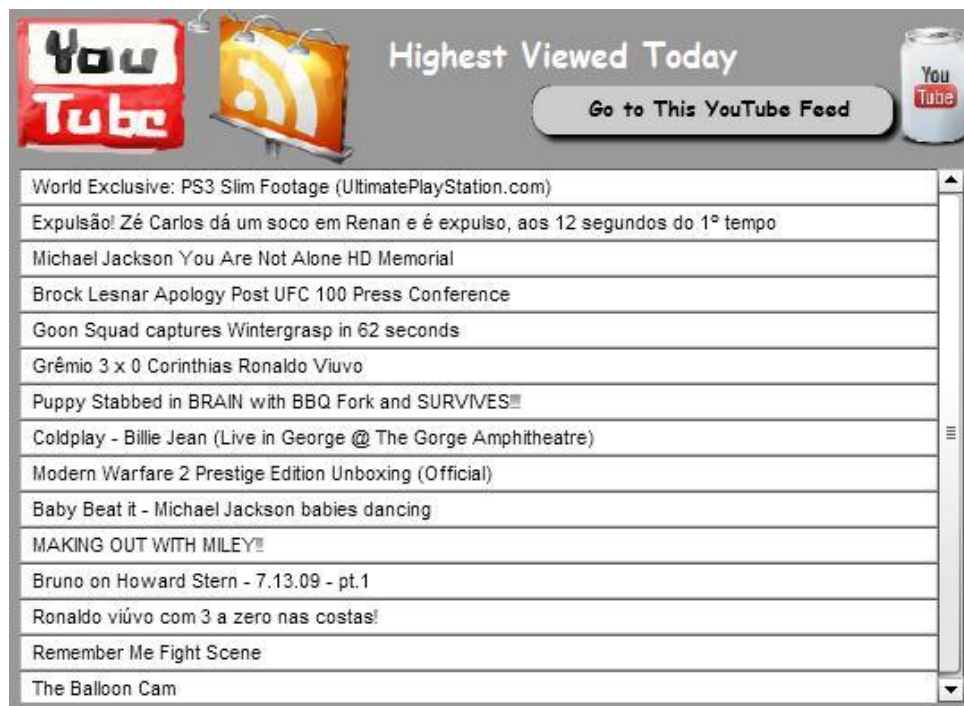 You
Tube
Highest Viewed Today
You
Tube
Go to This YouTube Feed
World Exclusive: PS3 Slim Footage (UltimatePlayStation.com)
Expulsão! Zé Carlos dá um soco em Renan e é expulso, aos 12 segundos do 1º tempo
Michael Jackson You Are Not Alone HD Memorial
Brock Lesnar Apology Post UFC 100 Press Conference
Goon Squad captures Wintergrasp in 62 seconds
Grêmio 3 x 0 Corinthias Ronaldo Viuvo
Puppy Stabbed in BRAIN with BBQ Fork and SURVIVES!!!
Coldplay - Billie Jean (Live in George @ The Gorge Amphitheatre)
Modern Warfare 2 Prestige Edition Unboxing (Official)
Baby Beat it - Michael Jackson babies dancing
MAKING OUT WITH MILEY!!!
Bruno on Howard Stern - 7.13.09 - pt.1
Ronaldo viúvo com 3 a zero nas costas!
Remember Me Fight Scene
The Balloon Cam